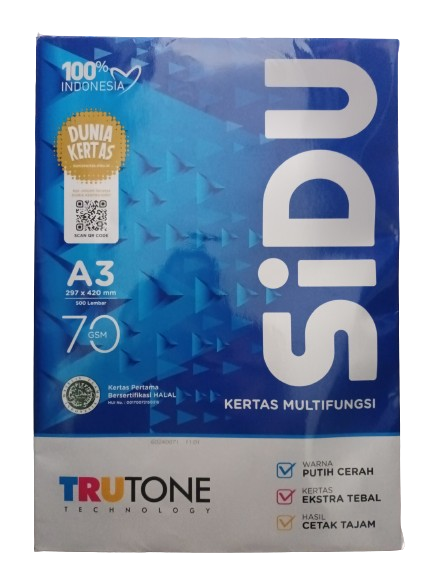 100%
INDONESIA
DUNIA
KERTAS
SCAN QR CODE
SiDU
A3
297 x 420 mm
500 Lembar
70 GSM
Kertas Pertama
Bersertifikasi HALAL
KERTAS MULTIFUNGSI
TRUTONE
TECHNOLOGY
WARNA
PUTIH CERAH
KERTAS
EKSTRA TEBAL
HASIL
CETAK TAJAM